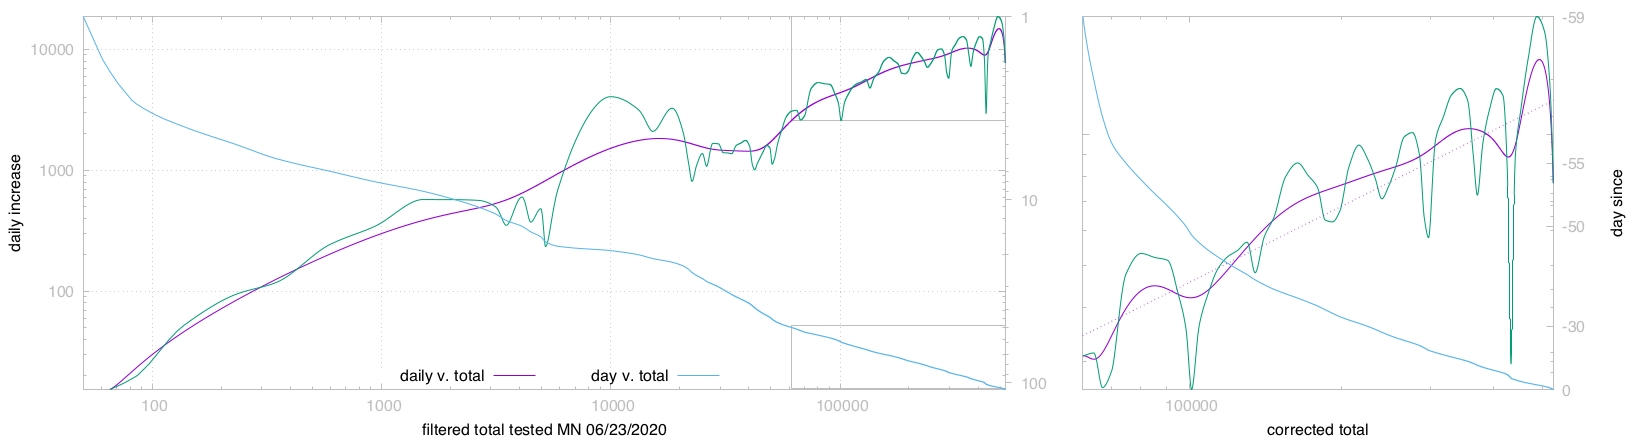 10000
1000
100
daily increase
1
10
100
daily v. total
day v. total
100
1000
10000
100000
filtered total tested MN 06/23/2020
-59
-55
-50
-30
0
day since
100000
corrected total